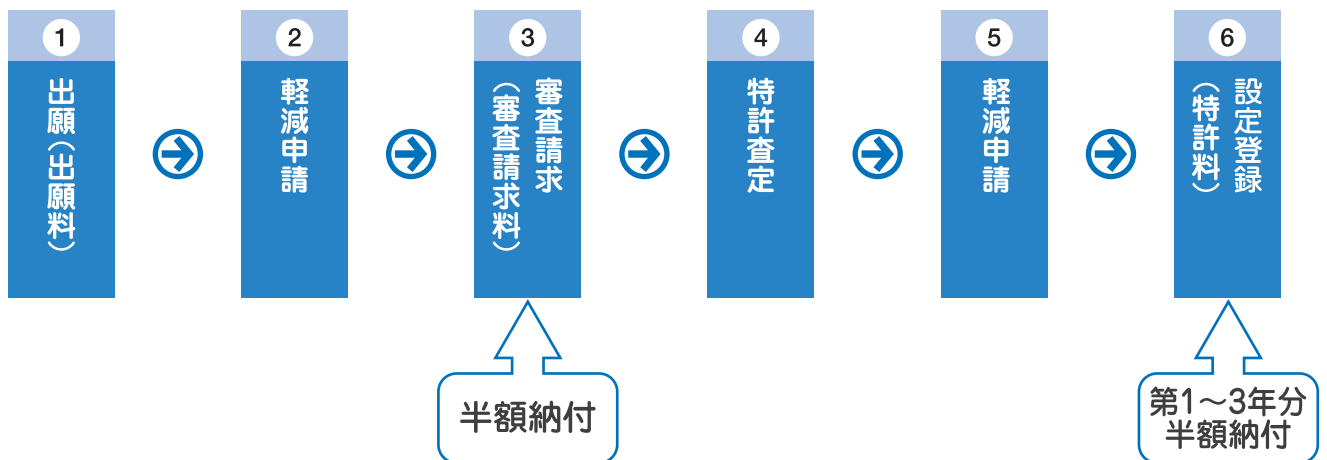 1
出願(出願料)
2
軽減申請
3
審査請求
(審査請求料)
4
特許査定
5
軽減申請
6
設定登録
(特許料)
半額納付
第1～3年分
半額納付